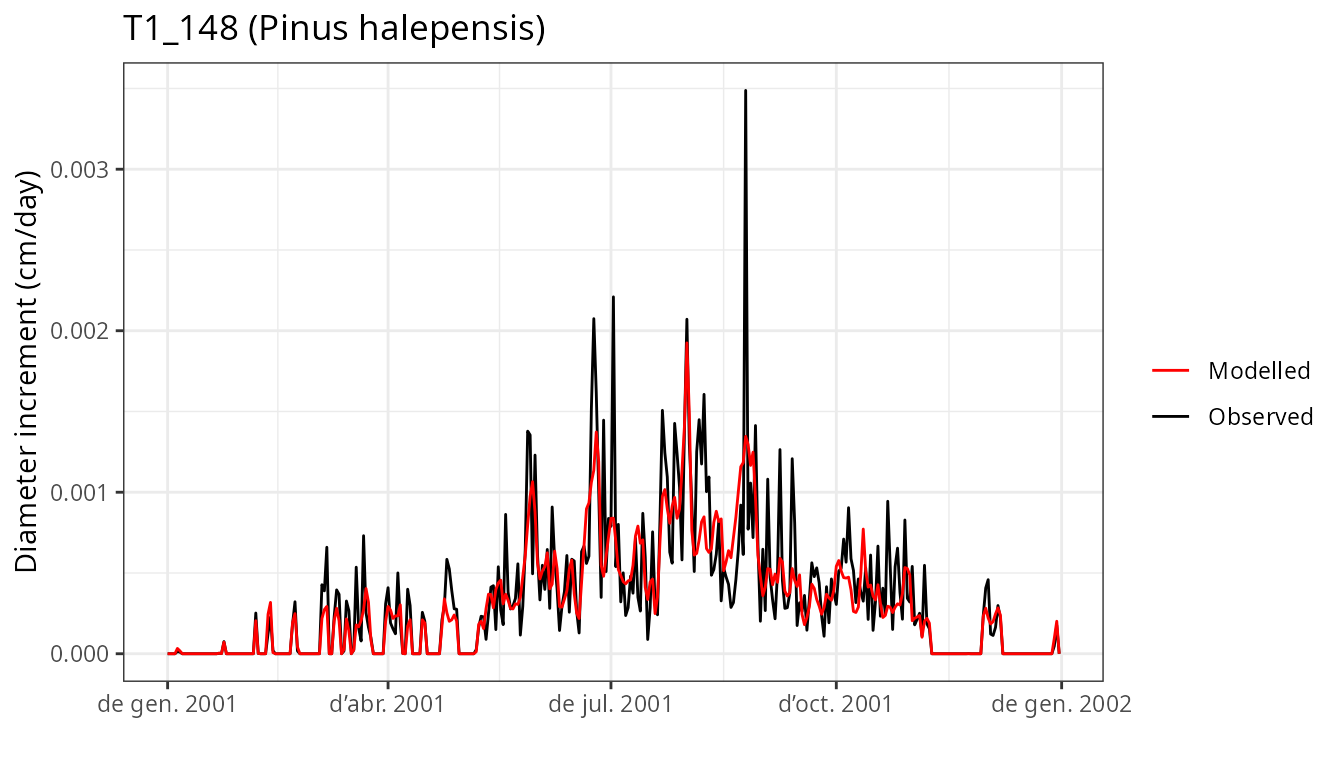 T1_148 (Pinus halepensis)
Diameter increment (cm/day)
0.003
0.002
0.001
0.000
de gen. 2001
d’abr. 2001
de jul. 2001
d’oct. 2001
de gen. 2002
Modelled
Observed